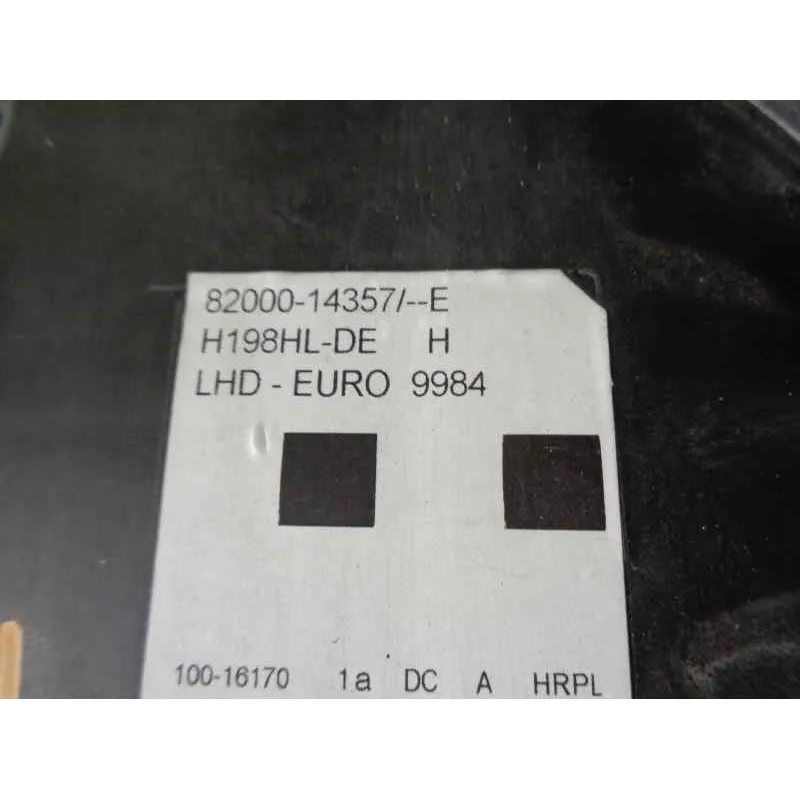 82000-14357/--E
H198HL-DE H
LHD - EURO 9984
100-16170 1a DC A HRPL